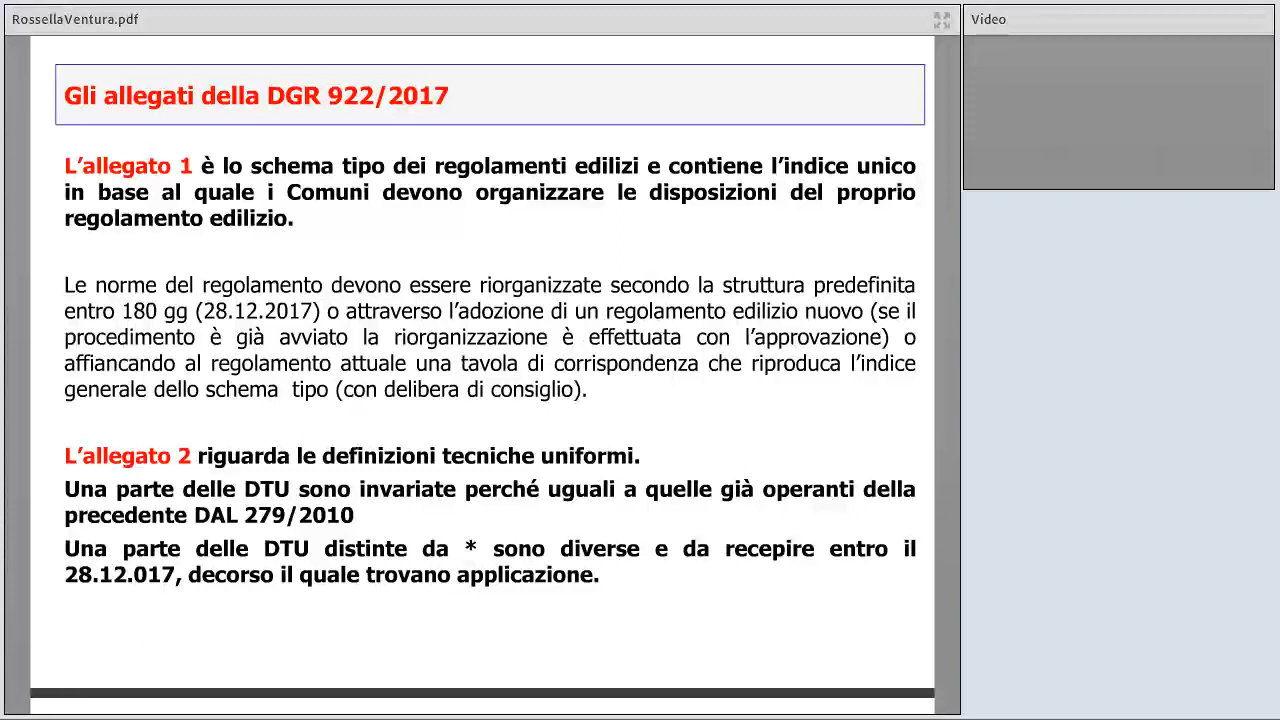 RossellaVentura.pdf
Video
Gli allegati della DGR 922/2017
L’allegato 1 è lo schema tipo dei regolamenti edilizi e contiene l’indice unico
in base al quale i Comuni devono organizzare le disposizioni del proprio
regolamento edilizio.
Le norme del regolamento devono essere riorganizzate secondo la struttura predefinita
entro 180 gg (28.12.2017) o attraverso l’adozione di un regolamento edilizio nuovo (se il
procedimento è già avviato la riorganizzazione è effettuata con l’approvazione) o
affiancando al regolamento attuale una tavola di corrispondenza che riproduca l’indice
generale dello schema tipo (con delibera di consiglio).
L’allegato 2 riguarda le definizioni tecniche uniformi.
Una parte delle DTU sono invariate perché uguali a quelle già operanti della
precedente DAL 279/2010
Una parte delle DTU distinte da * sono diverse e da recepire entro il
28.12.017, decorso il quale trovano applicazione.